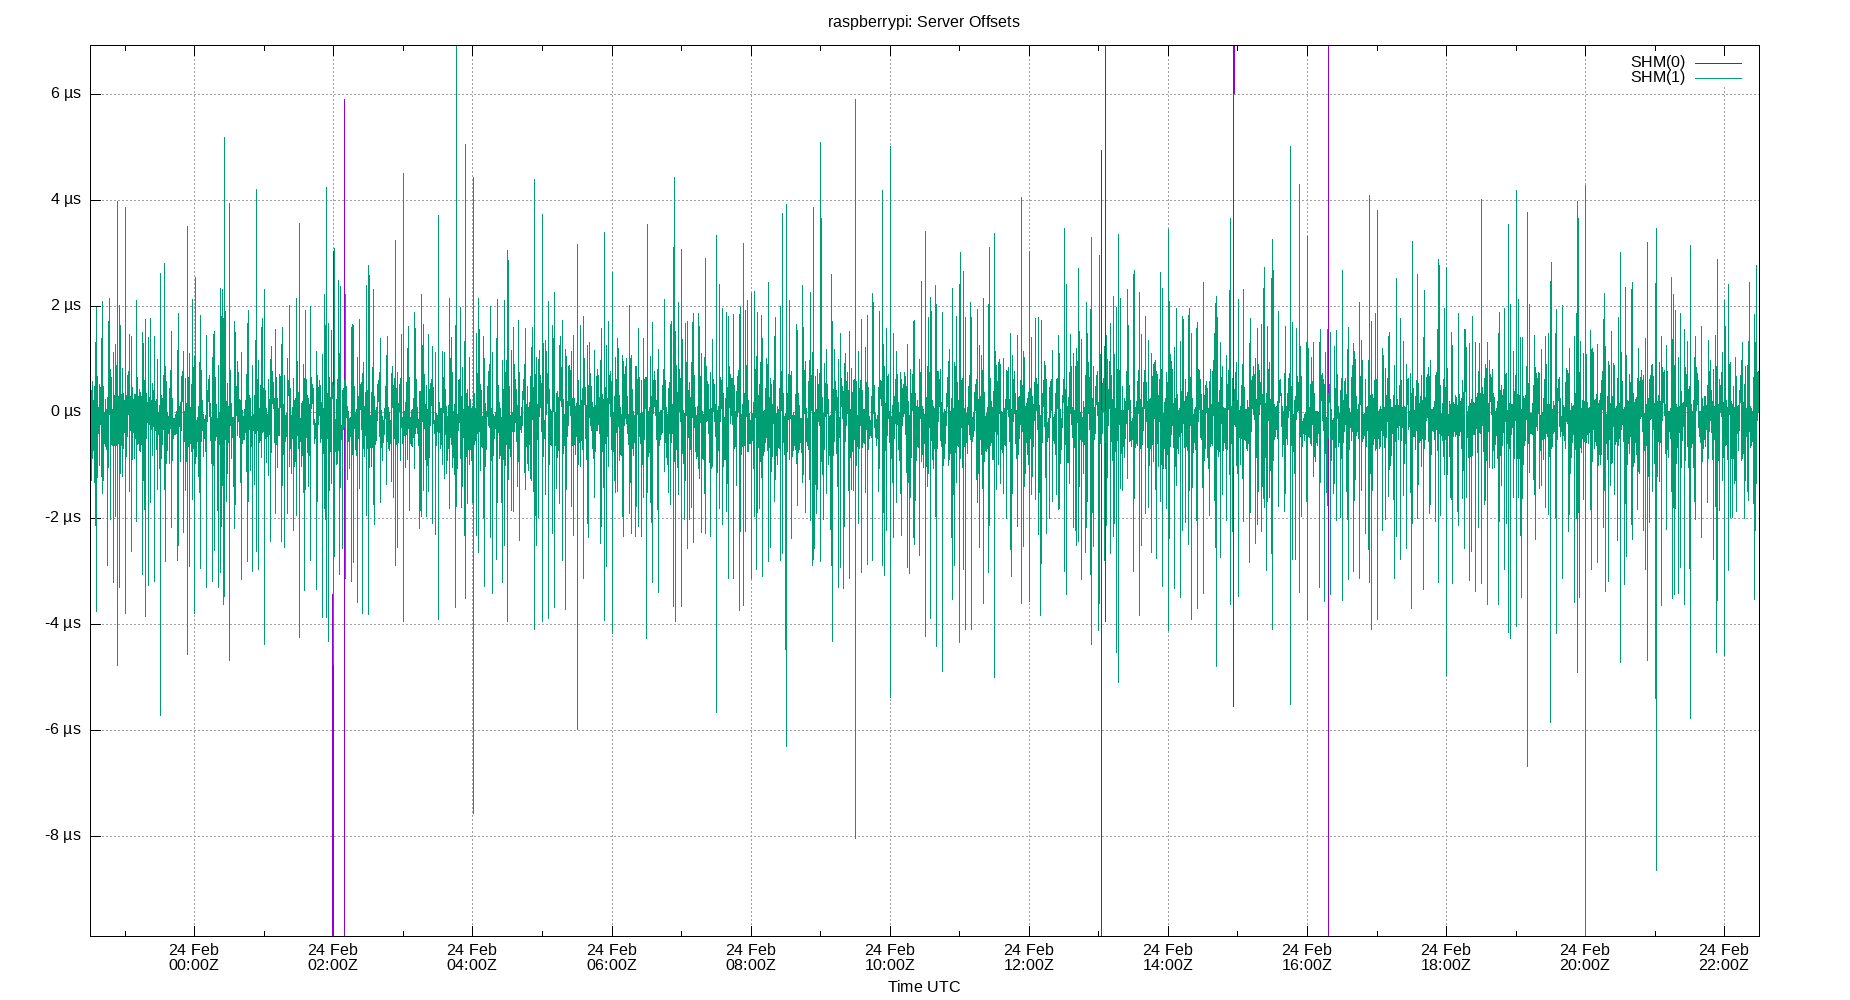 raspberrypi: Server Offsets
SHM(0)
SHM(1)
6 µs
4 µs
2 µs
0 µs
-2 µs
-4 µs
-6 µs
-8 µs
24 Feb 24 Feb 24 Feb 24 Feb 24 Feb 24 Feb 24 Feb 24 Feb 24 Feb 24 Feb 24 Feb 24 Feb
00:00Z 02:00Z 04:00Z 06:00Z 08:00Z 10:00Z 12:00Z 14:00Z 16:00Z 18:00Z 20:00Z 22:00Z
Time UTC